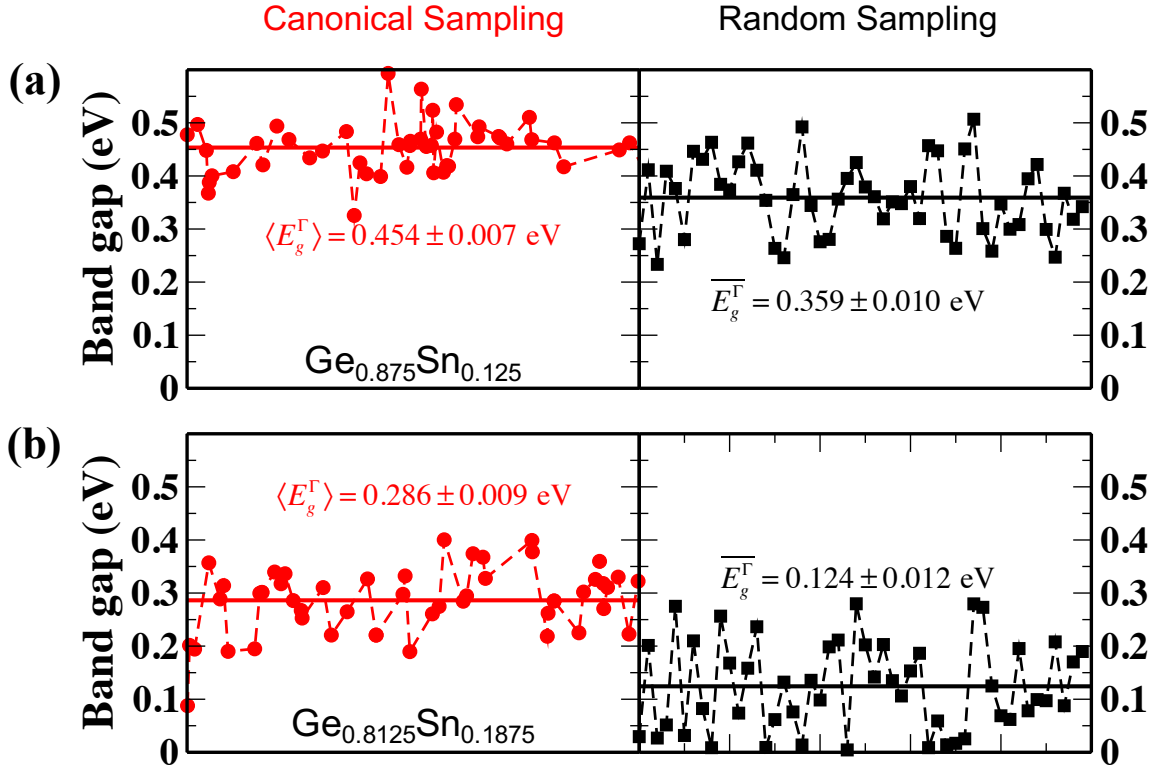 Canonical Sampling Random Sampling
(a)
Band gap (eV)
0.5 0.5
0.4 0.4
0.3 0.3
0.2 0.2
0.1 0.1
0 0
⟨E_g^Γ⟩ = 0.454 ± 0.007 eV
\overline{E_g^Γ} = 0.359 ± 0.010 eV
Ge₀.₈₇₅Sn₀.₁₂₅
(b)
Band gap (eV)
0.5 0.5
0.4 0.4
0.3 0.3
0.2 0.2
0.1 0.1
0 0
⟨E_g^Γ⟩ = 0.286 ± 0.009 eV
\overline{E_g^Γ} = 0.124 ± 0.012 eV
Ge₀.₈₁₂₅Sn₀.₁₈₇₅